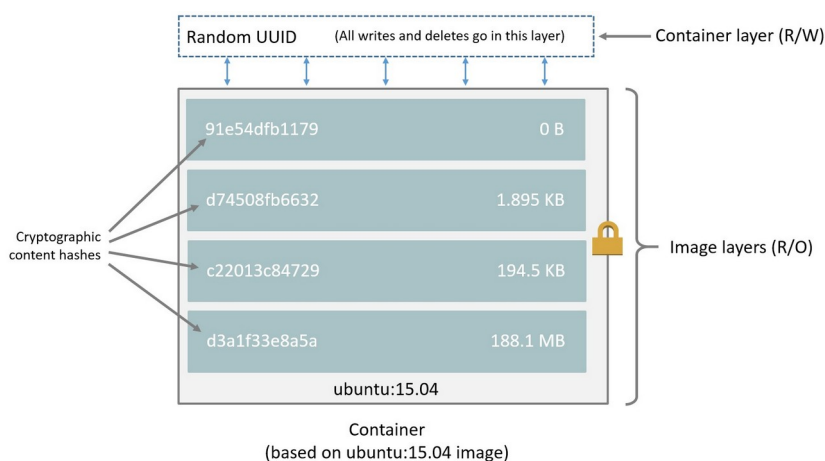 Random UUID (All writes and deletes go in this layer)
Container layer (R/W)
91e54dfb1179 0 B
d74508fb6632 1.895 KB
Cryptographic
content hashes
Image layers (R/O)
c22013c84729 194.5 KB
d3a1f33e8a5a 188.1 MB
ubuntu:15.04
Container
(based on ubuntu:15.04 image)